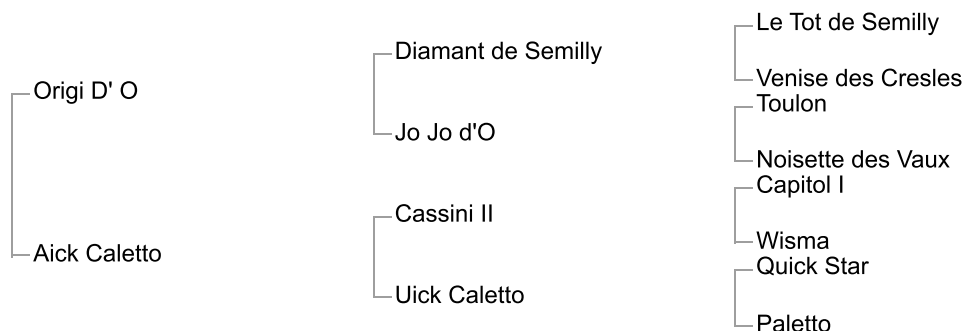 Le Tot de Semilly
Diamant de Semilly
Venise des Cresles
Origi D' O
Toulon
Jo Jo d'O
Noisette des Vaux
Capitol I
Cassini II
Wisma
Aick Caletto
Quick Star
Uick Caletto
Paletto